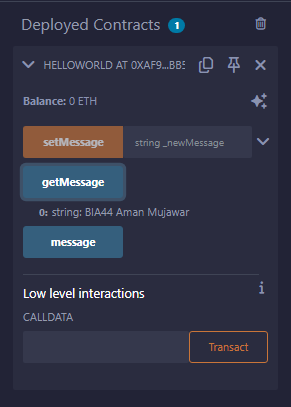 Deployed Contracts 1
HELLOWORLD AT 0XAF9...BB5
Balance: 0 ETH
setMessage string _newMessage
getMessage
0: string: BIA44 Aman Mujawar
message
Low level interactions
CALLDATA
Transact